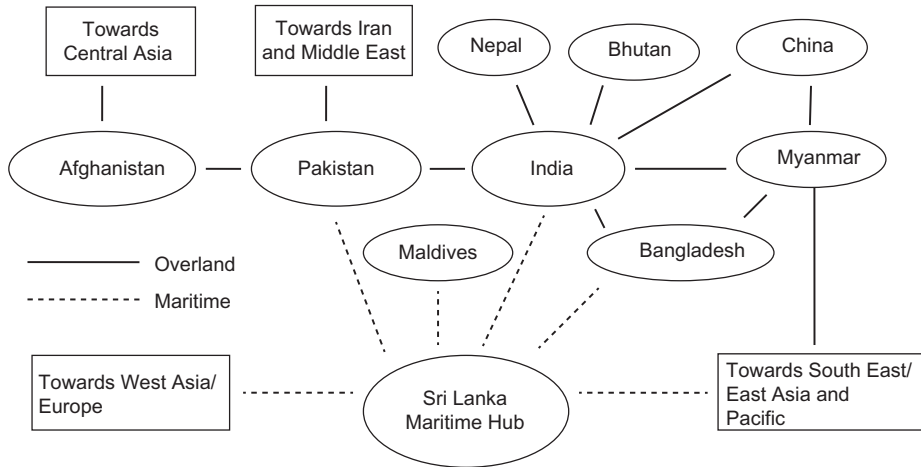 Towards
Central Asia
Towards Iran
and Middle East
Nepal
Bhutan
China
Afghanistan
Pakistan
India
Myanmar
Maldives
Bangladesh
Overland
Maritime
Towards West Asia/
Europe
Sri Lanka
Maritime Hub
Towards South East/
East Asia and
Pacific